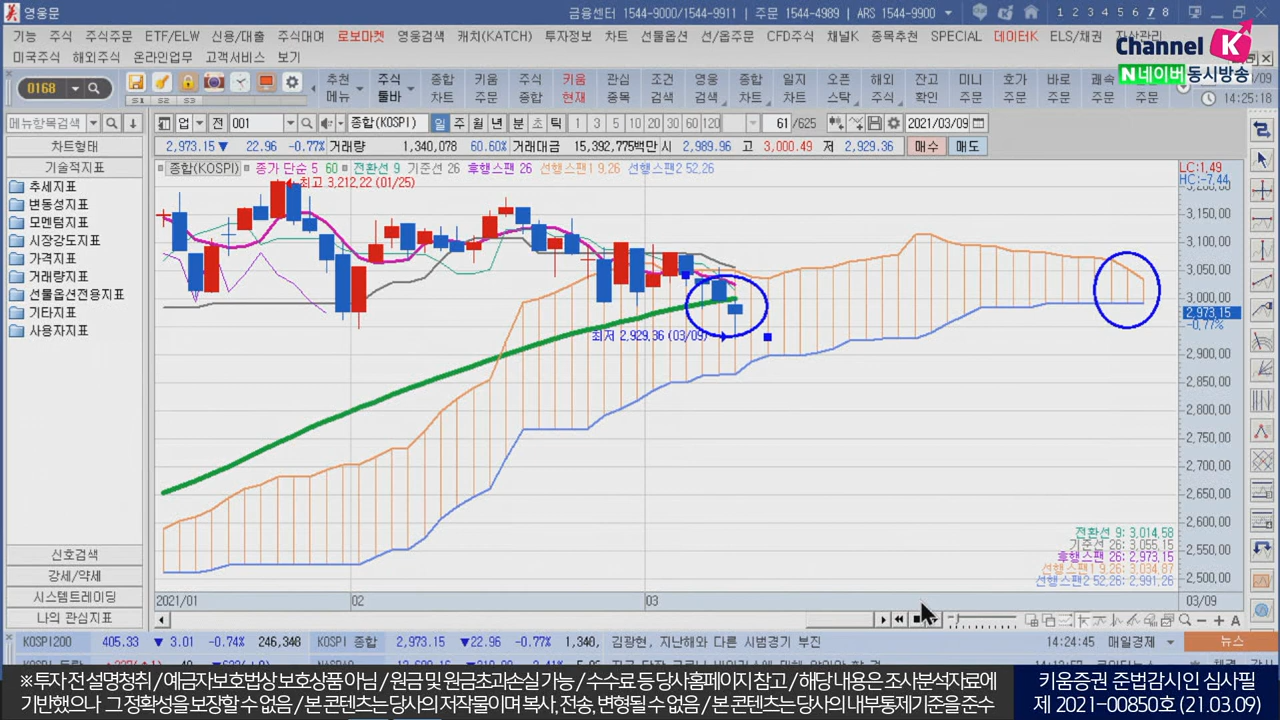 영웅문
금융센터 1544-9000/1544-9911 | 주문 1544-4989 | ARS 1544-9900
1 2 3 4 5 6 7 8
기능 주식 주식주문 ETF/ELW 신용/대출 주식대여 로보마켓 영웅검색 캐치(KATCH) 투자정보 차트 선물옵션 선/옵주문 CFD주식 채널K 종목추천 SPECIAL 데이터K ELS/채권 자산관리
미국주식 해외주식 온라인업무 고객서비스 보기
Channel K
N 네이버 동시방송
0168
S1 S2 S3
추천 메뉴 주식 툴바 종합 차트 키움 주문 주식 종합 키움 현재 관심 종목 조건 검색 영웅 검색 종합 차트 일지 차트 오픈 스탁 해외 주식 잔고 확인 미니 주문 호가 주문 바로 주문 쾌속 주문
14:25:18
메뉴항목검색
업 전 001 종합(KOSPI) 일 주 월 년 분 초 틱 1 3 5 10 20 30 60 120 61 /625 2021/03/09
2,973.15 ▼ 22.96 -0.77% 거래량 1,340,078 60.60% 거래대금 15,392,775백만 시 2,989.96 고 3,000.49 저 2,929.36 매수 매도
차트형태
기술적지표
추세지표
변동성지표
모멘텀지표
시장강도지표
가격지표
거래량지표
선물옵션전용지표
기타지표
사용자지표
신호검색
강세/약세
시스템트레이딩
나의 관심지표
종합(KOSPI) 종가 단순 5 60 전환선 9 기준선 26 후행스팬 26 선행스팬1 9,26 선행스팬2 52,26
최고 3,212.22 (01/25)
최저 2,929.36 (03/09)
LC:1.49
HC:-7.44
3,150.00
3,100.00
3,050.00
3,000.00
2,973.15
-0.77%
2,900.00
2,850.00
2,800.00
2,750.00
2,700.00
2,650.00
2,600.00
2,550.00
2,500.00
전환선 9: 3,014.58
기준선 26: 3,055.15
후행스팬 26: 2,973.15
선행스팬1 9,26: 3,034.87
선행스팬2 52,26: 2,991.26
2021/01 02 03 03/09
KOSPI200 405.33 ▼ 3.01 -0.74% 246,348 KOSPI 종합 2,973.15 ▼22.96 -0.77% 1,340, 김광현, 지난해와 다른 시범경기 부진 14:24:45 매일경제 뉴스
※ 투자 전 설명청취 / 예금자보호법상 보호상품 아님 / 원금 및 원금초과손실 가능 / 수수료 등 당사홈페이지 참고 / 해당 내용은 조사분석자료에
기반했으나 그 정확성을 보장할 수 없음 / 본 콘텐츠는 당사의 저작물이며 복사, 전송, 변형될 수 없음 / 본 콘텐츠는 당사의 내부통제기준을 준수
키움증권 준법감시인 심사필
제 2021-00850호 (21.03.09)